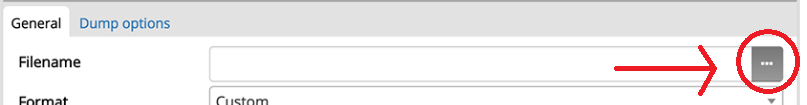 General Dump options
Filename
Format Custom